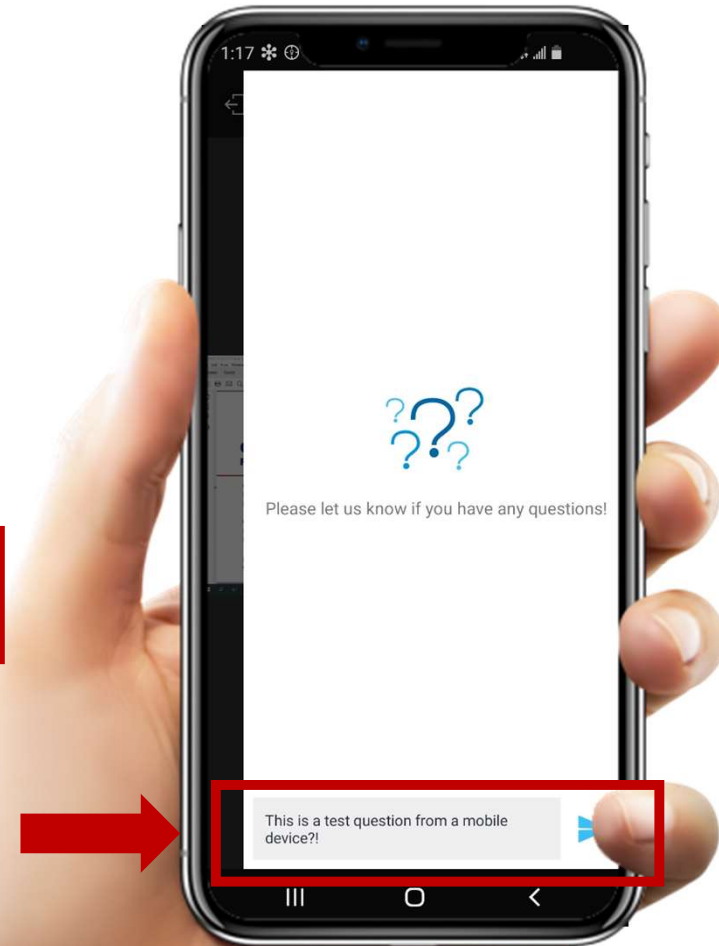 1:17
? ? ? ? ?
Please let us know if you have any questions!
This is a test question from a mobile
device?!